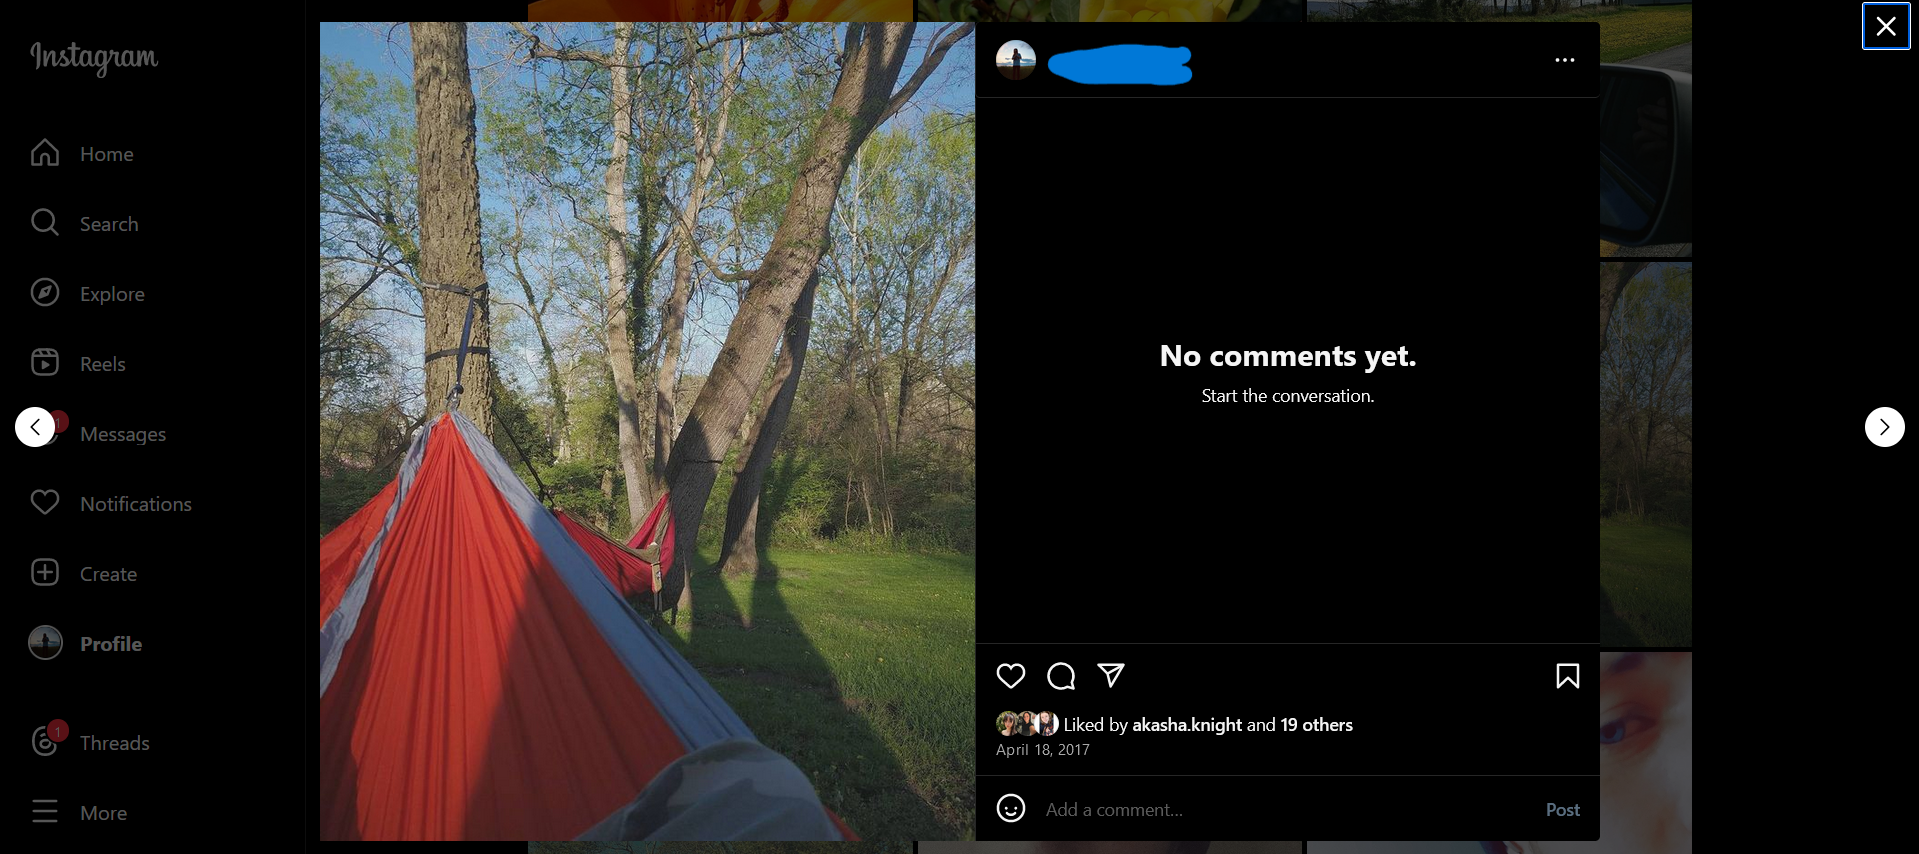 Instagram
Home
Search
Explore
Reels
1
Messages
Notifications
Create
Profile
1
Threads
More
No comments yet.
Start the conversation.
Liked by akasha.knight and 19 others
April 18, 2017
Add a comment...
Post